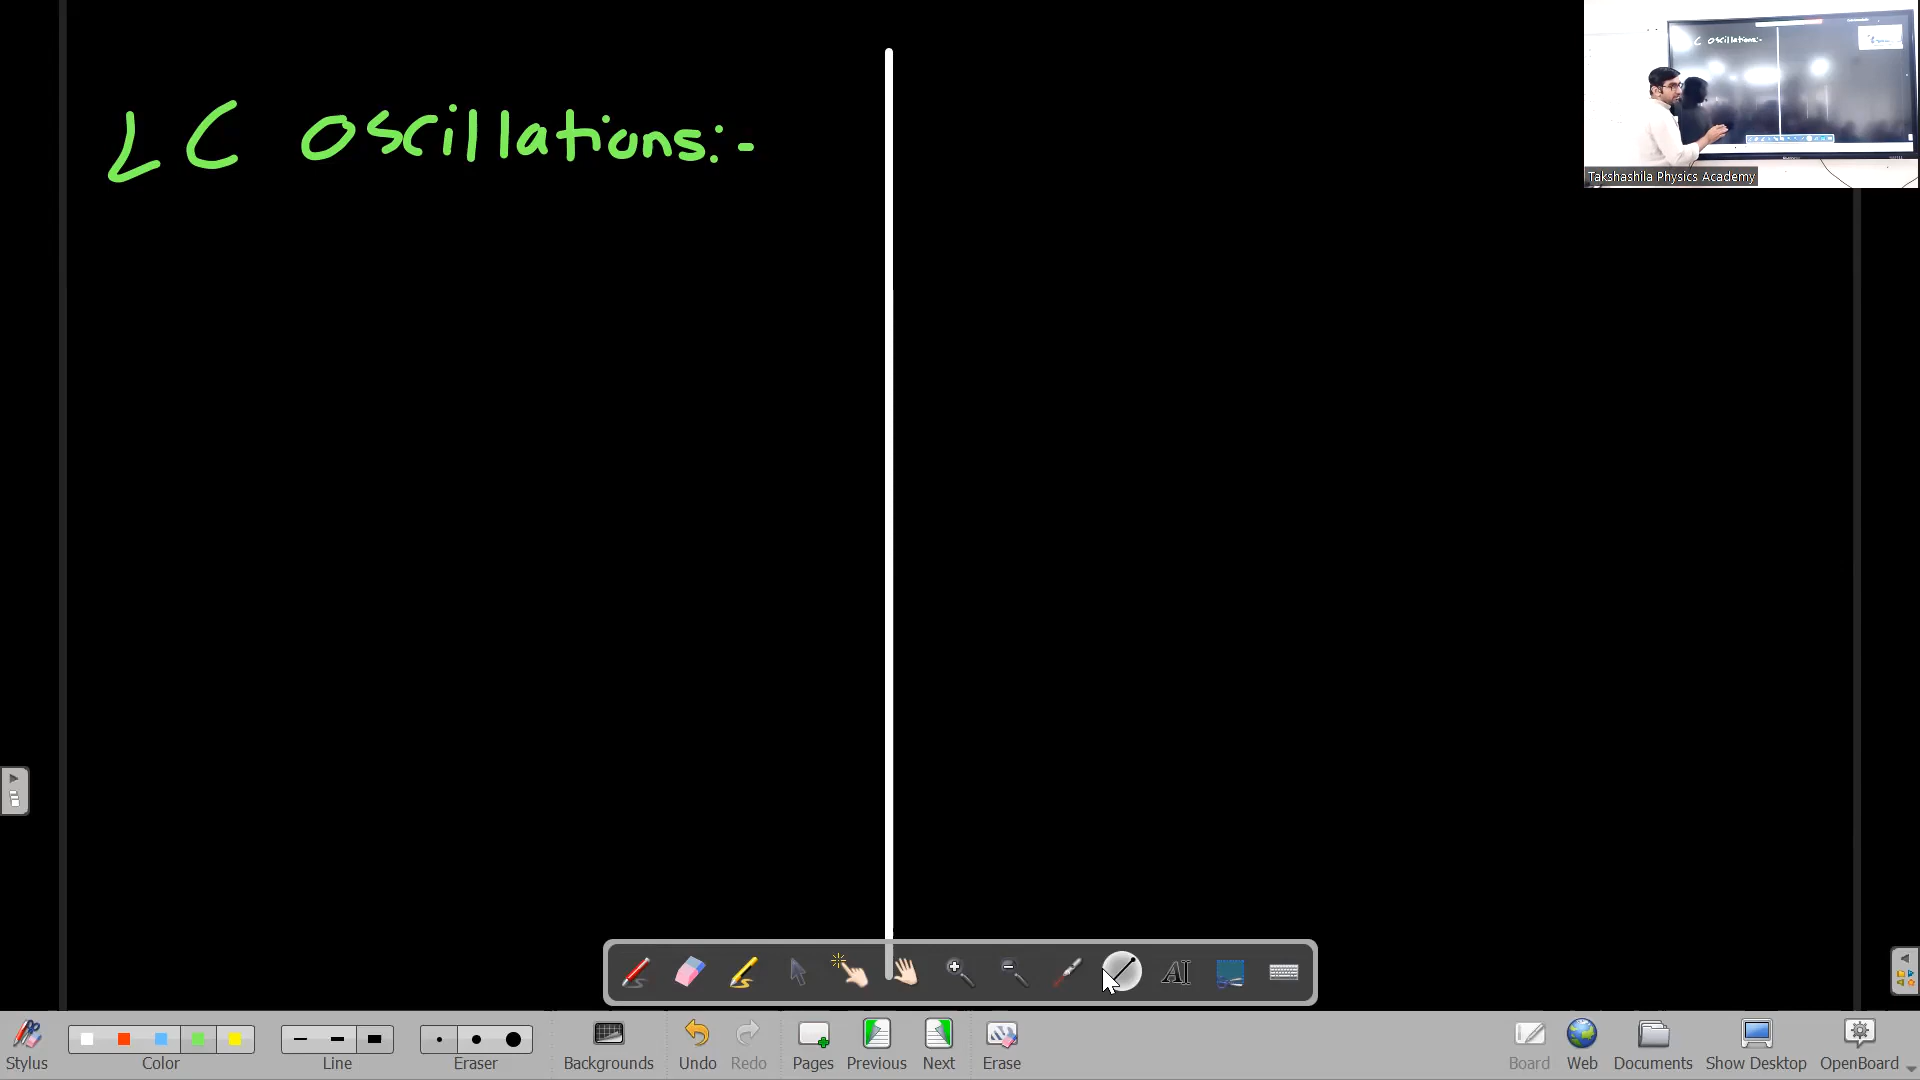 LC oscillations:-
Takshashila Physics Academy
AI
Stylus
Color
Line
Eraser
Backgrounds
Undo
Redo
Pages
Previous
Next
Erase
Board
Web
Documents
Show Desktop
OpenBoard